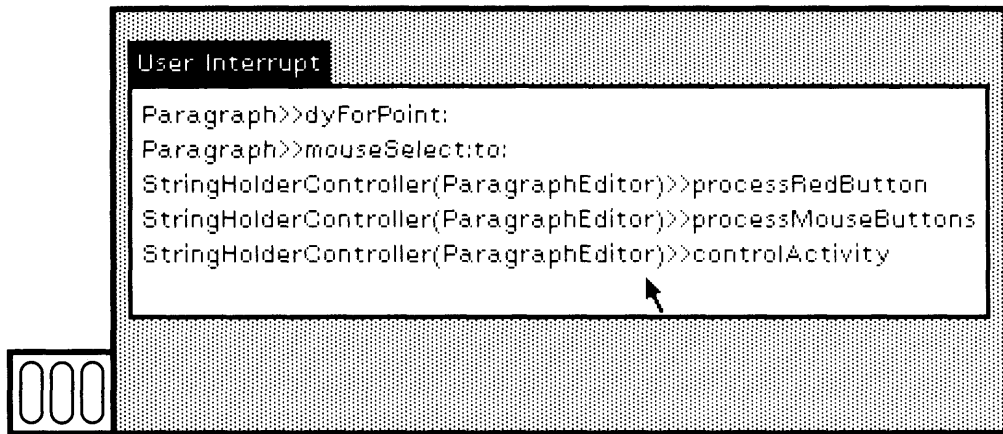 User Interrupt
Paragraph>>dyForPoint:
Paragraph>>mouseSelect:to:
StringHolderController(ParagraphEditor)>>processRedButton
StringHolderController(ParagraphEditor)>>processMouseButtons
StringHolderController(ParagraphEditor)>>controlActivity